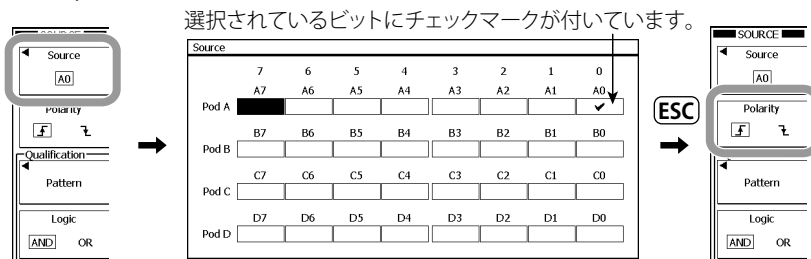 選択されているビットにチェックマークが付いています。
SOURCE
Source
A0
Polarity
Qualification
Pattern
Logic
AND OR
Source
7 6 5 4 3 2 1 0
A7 A6 A5 A4 A3 A2 A1 A0
Pod A
B7 B6 B5 B4 B3 B2 B1 B0
Pod B
C7 C6 C5 C4 C3 C2 C1 C0
Pod C
D7 D6 D5 D4 D3 D2 D1 D0
Pod D
ESC
SOURCE
Source
A0
Polarity
Pattern
Logic
AND OR